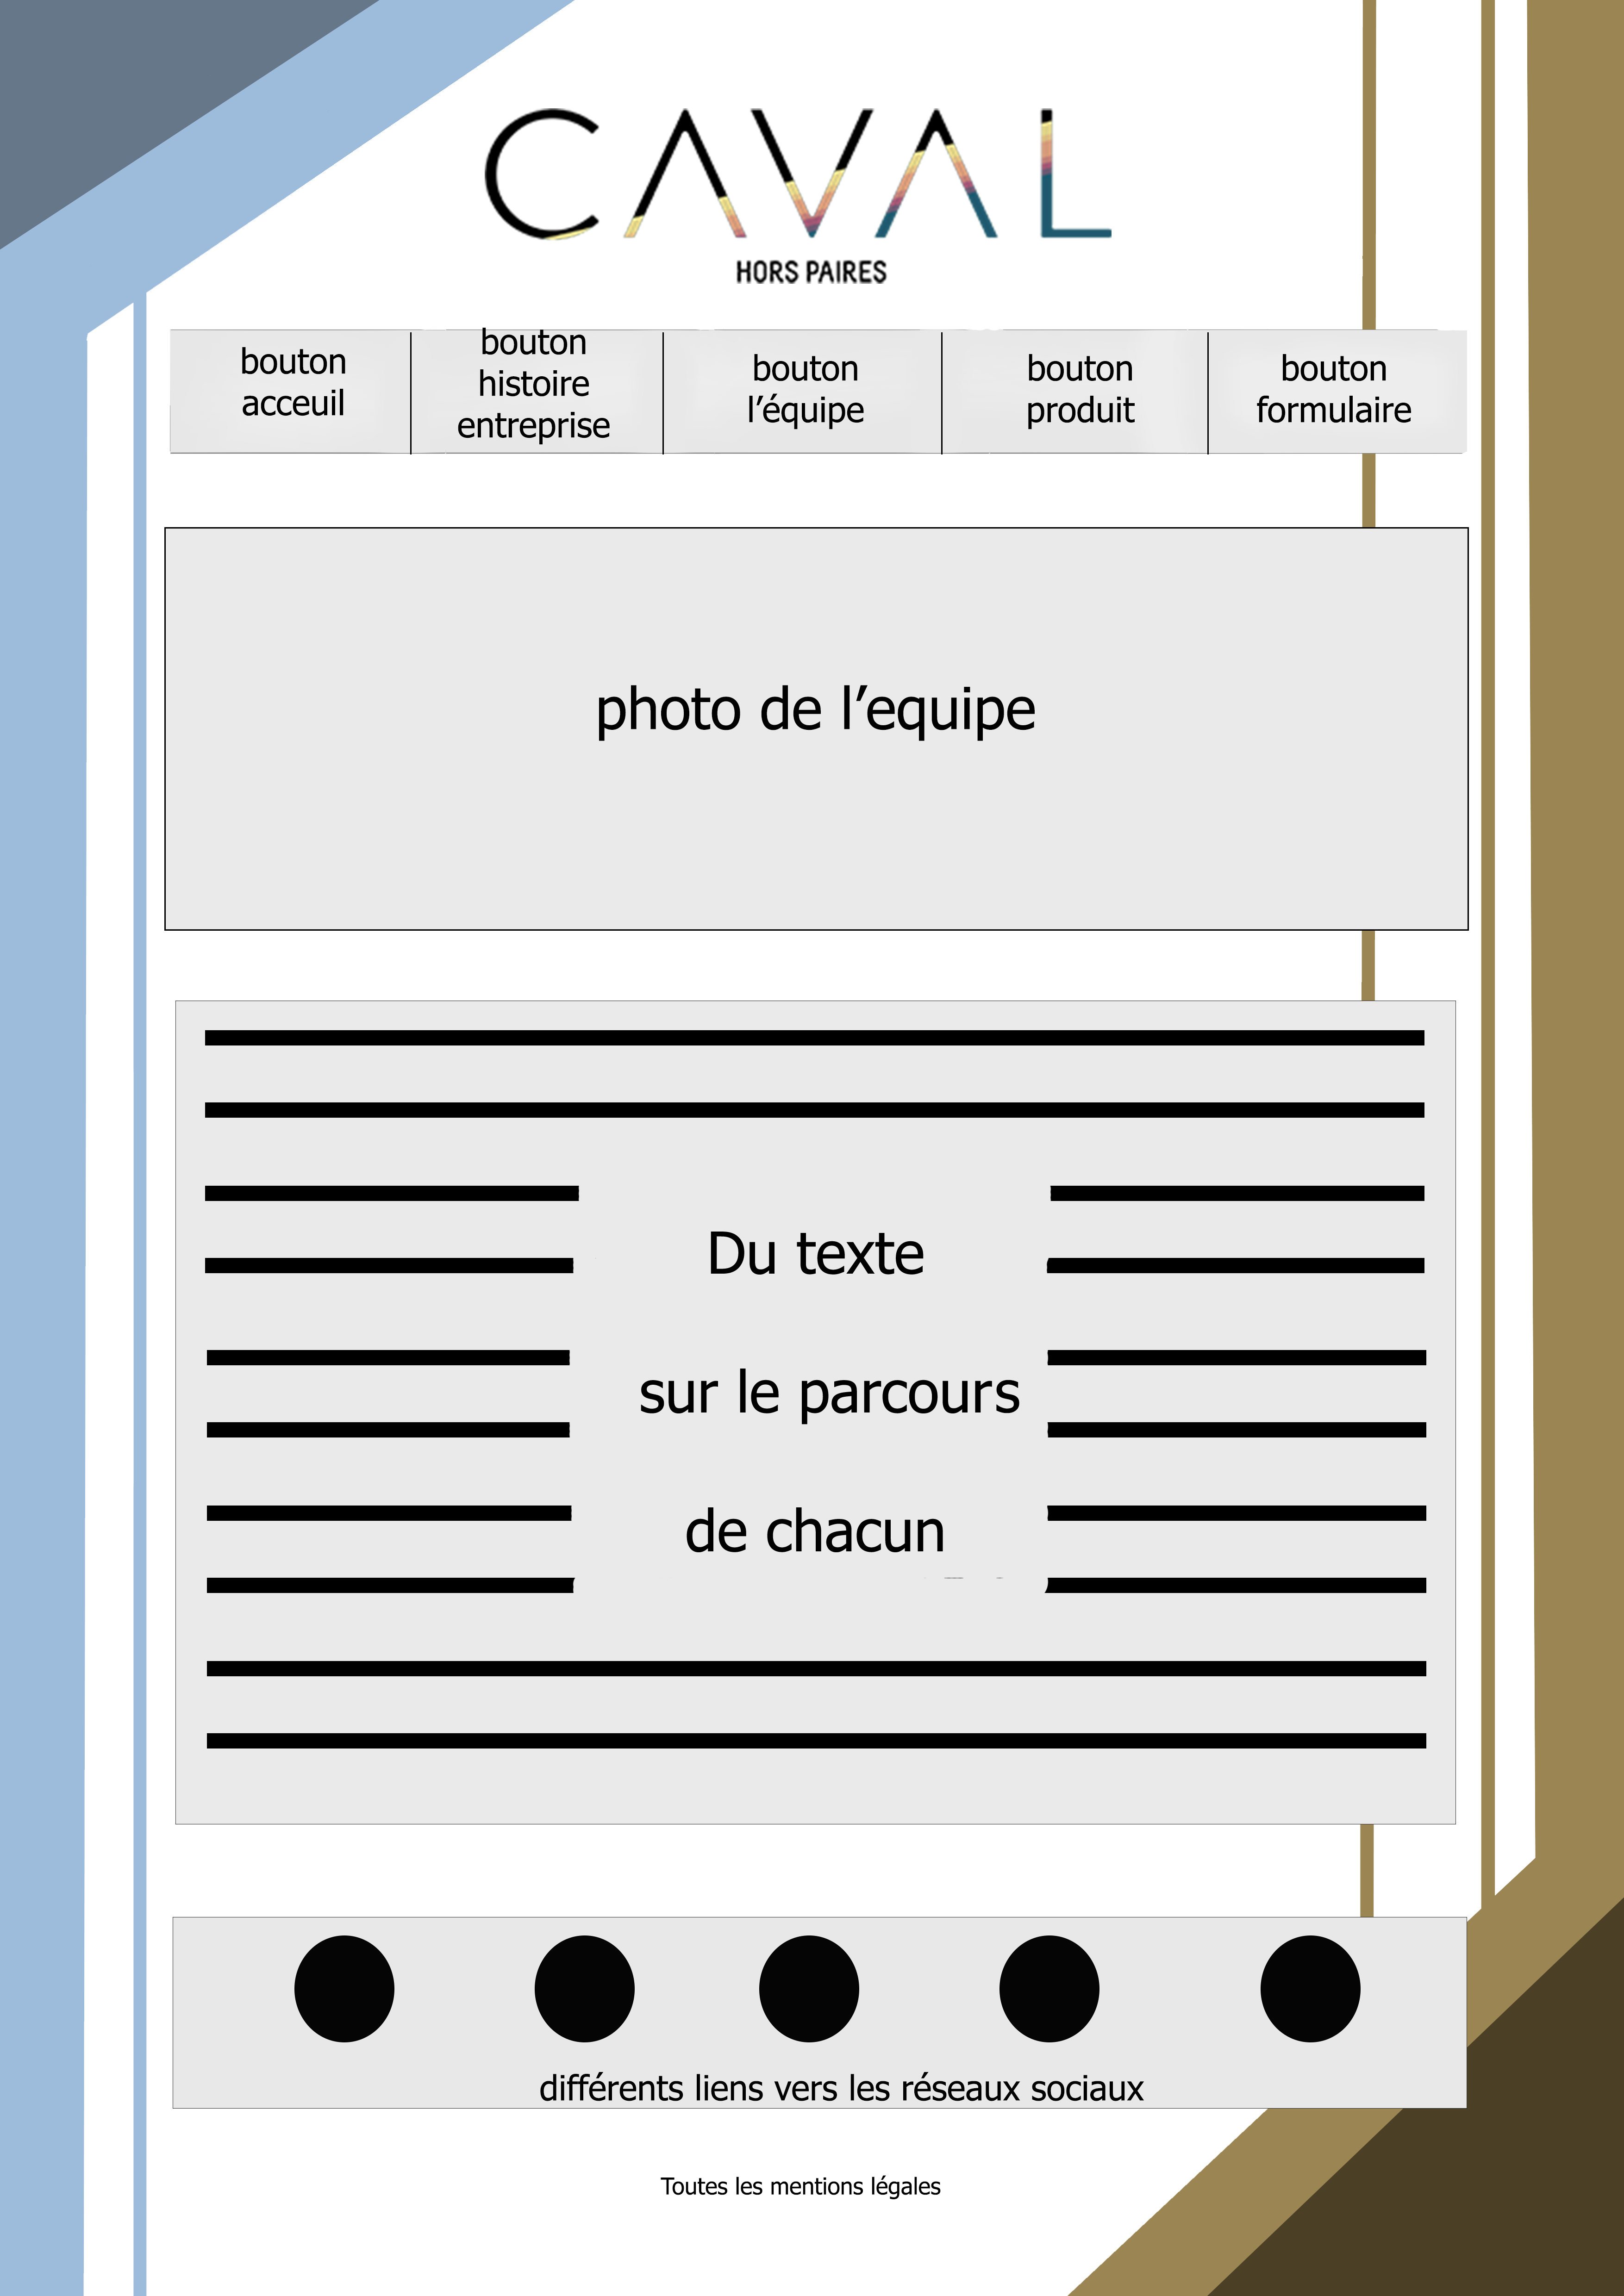 CAVAL
HORS PAIRES
bouton
acceuil
bouton
histoire
entreprise
bouton
l’équipe
bouton
produit
bouton
formulaire
photo de l’equipe
Du texte
sur le parcours
de chacun
différents liens vers les réseaux sociaux
Toutes les mentions légales